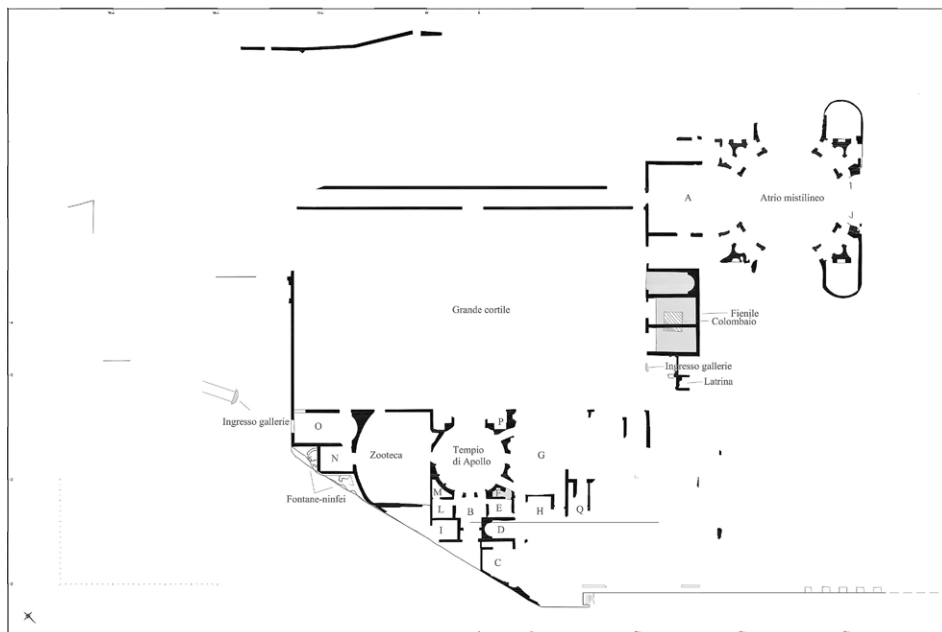 A
Atrio mistilineo
J
Grande cortile
Fienile
Colombaio
Ingresso gallerie
Latrina
Ingresso gallerie
O
P
Zooteca
Tempio
di Apollo
G
N
Fontane-ninfei
M
F
L
B
E
H
Q
I
D
C